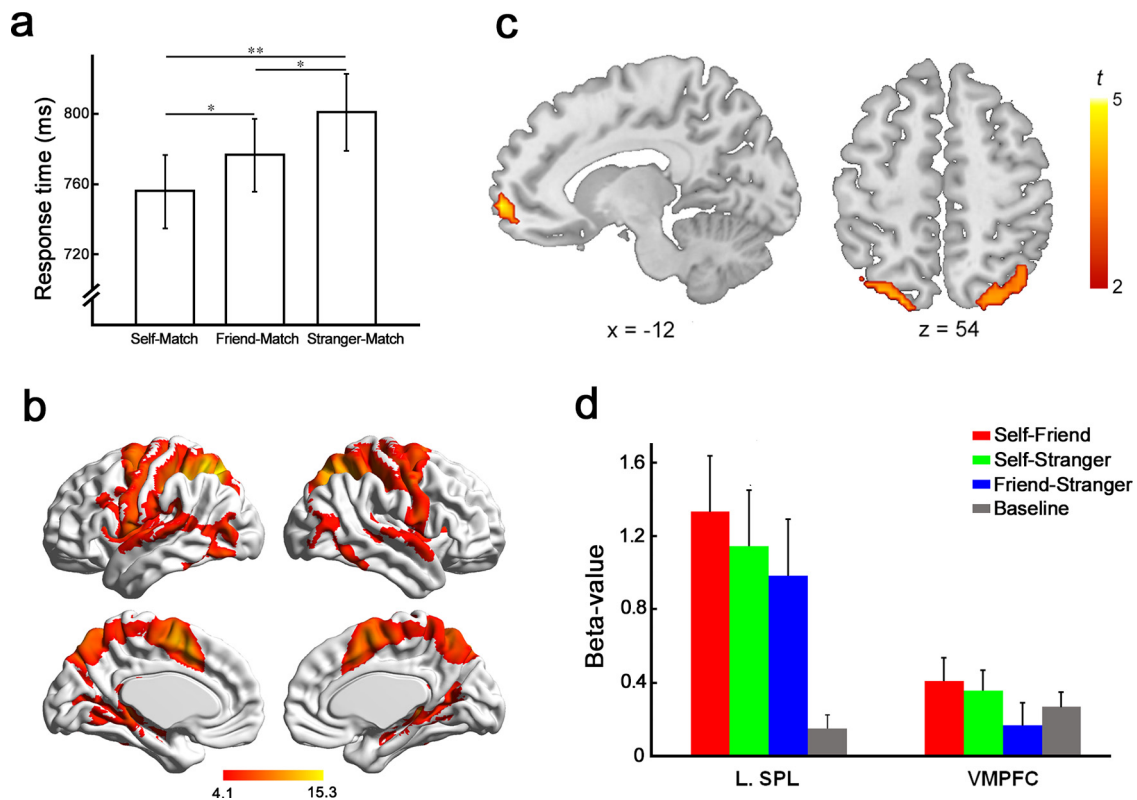 a
Response time (ms)
800
760
720
**
*
*
Self-Match Friend-Match Stranger-Match
b
4.1 15.3
c
x = -12
z = 54
t
5
2
d
Beta-value
1.6
1.2
0.8
0.4
0
Self-Friend
Self-Stranger
Friend-Stranger
Baseline
L. SPL VMPFC